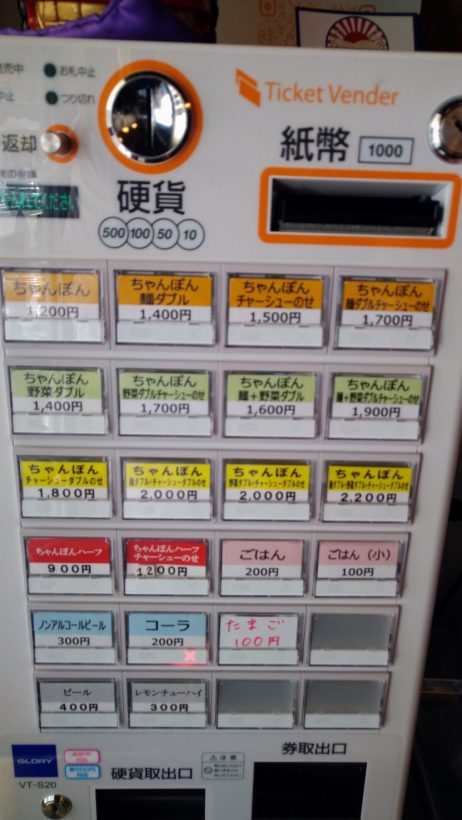 お札中止
Ticket Vender
中止
つり切れ
返却
紙幣
1000
てください
硬貨
500 100 50 10
ちゃんぽん
1,200円
ちゃんぽん
麺ダブル
1,400円
ちゃんぽん
チャーシューのせ
1,500円
ちゃんぽん
麺ダブルチャーシューのせ
1,700円
ちゃんぽん
野菜ダブル
1,400円
ちゃんぽん
野菜ダブルチャーシューのせ
1,700円
ちゃんぽん
麺+野菜ダブル
1,600円
ちゃんぽん
麺+野菜ダブルチャーシューのせ
1,900円
ちゃんぽん
チャーシューダブルのせ
1,800円
ちゃんぽん
麺ダブル・チャーシューダブルのせ
2,000円
ちゃんぽん
野菜ダブル・チャーシューダブルのせ
2,000円
ちゃんぽん
2,200円
ちゃんぽんハーフ
900円
ちゃんぽんハーフ
チャーシューのせ
1200円
ごはん
200円
ごはん(小)
100円
ノンアルコールビール
300円
コーラ
200円
たまご
100円
ビール
400円
レモンチューハイ
300円
GLORY
VT-S20
硬貨取出口
注意
券取出口